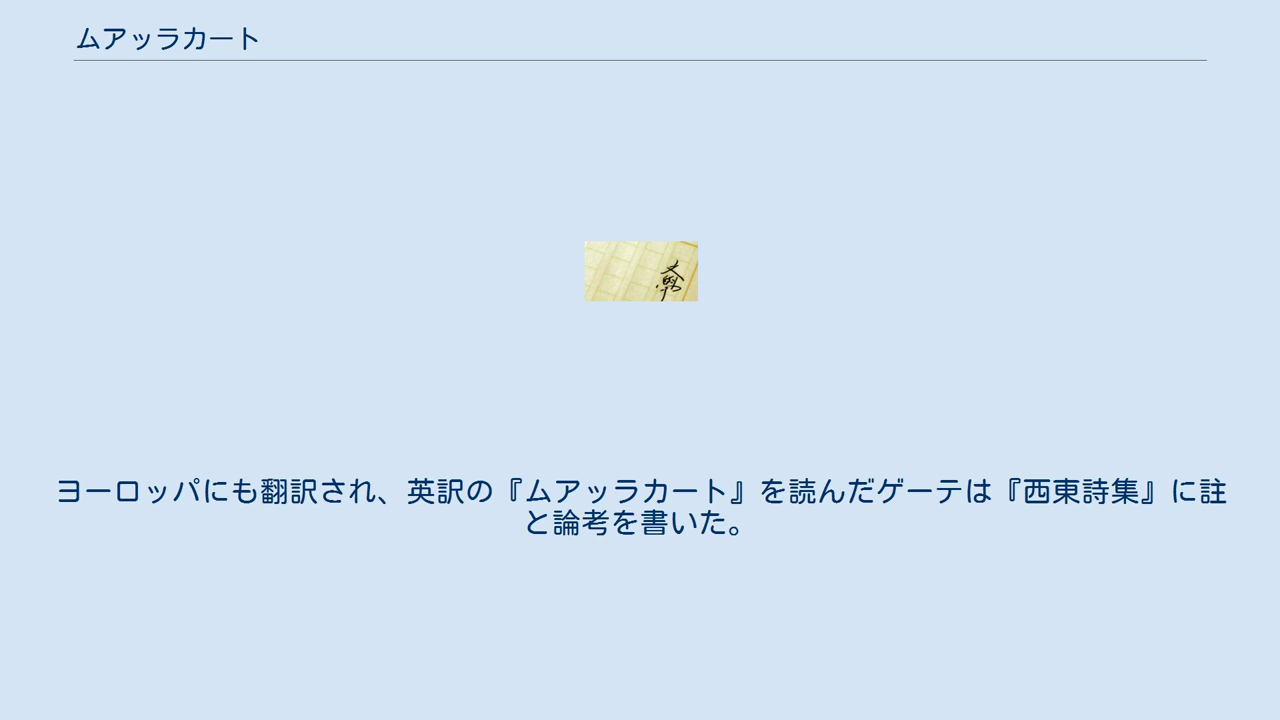 ムアッラカート
ヨーロッパにも翻訳され、英訳の『ムアッラカート』を読んだゲーテは『西東詩集』に註
と論考を書いた。